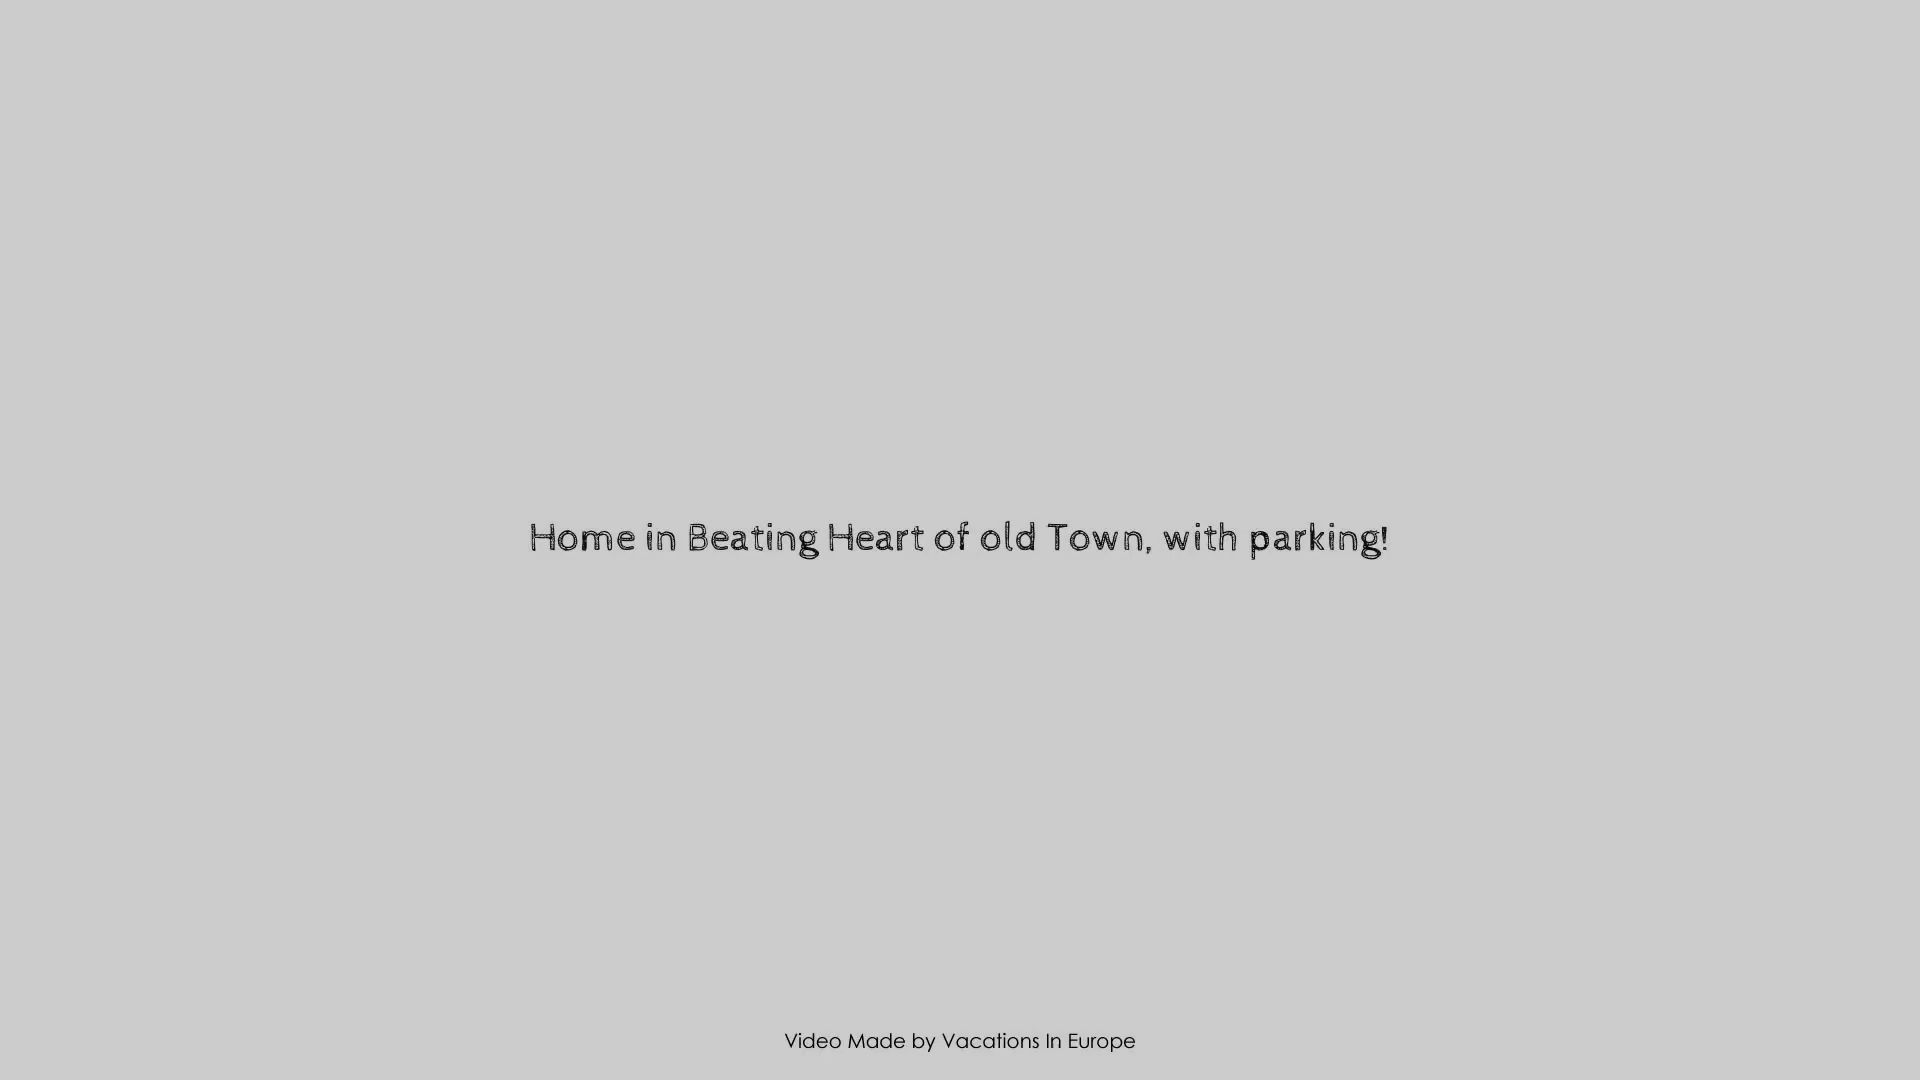 Home in Beating Heart of old Town, with parking!
Video Made by Vacations In Europe